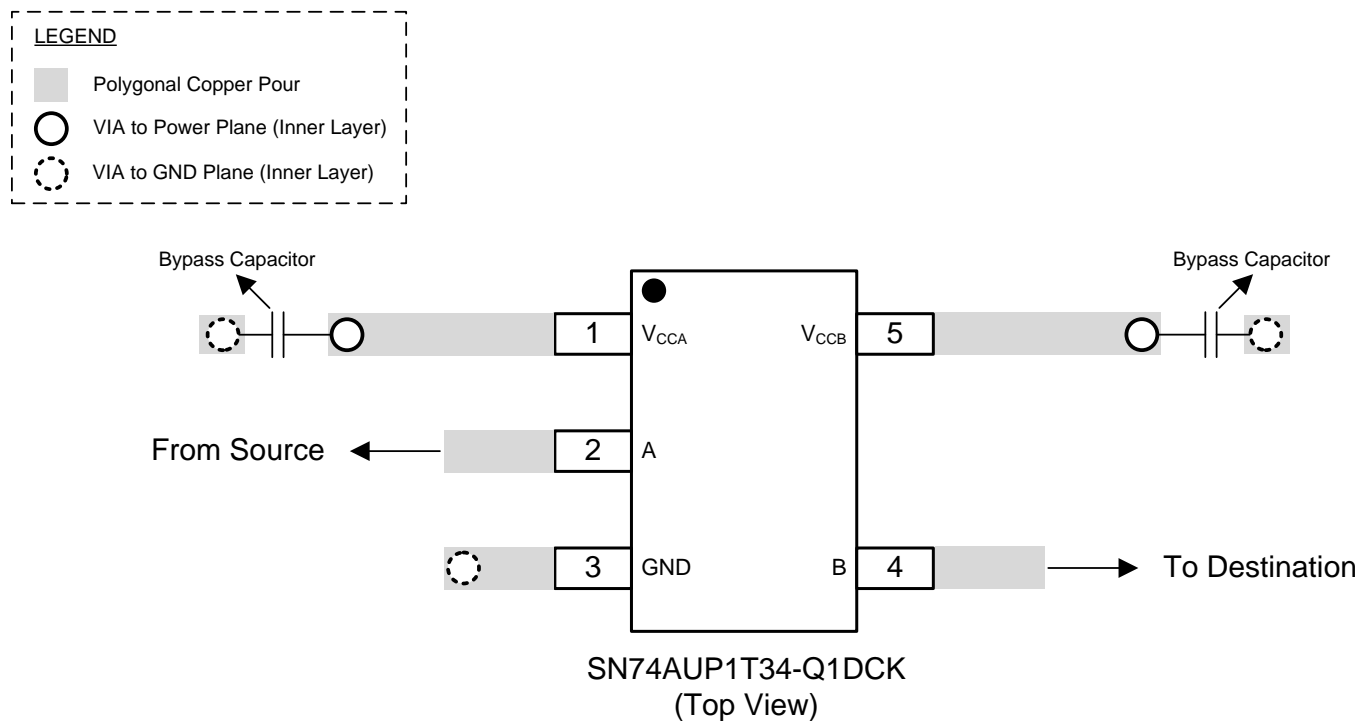 LEGEND
Polygonal Copper Pour
VIA to Power Plane (Inner Layer)
VIA to GND Plane (Inner Layer)
Bypass Capacitor
Bypass Capacitor
1 VCCA VCCB 5
From Source 2 A
3 GND B 4 To Destination
SN74AUP1T34-Q1DCK
(Top View)